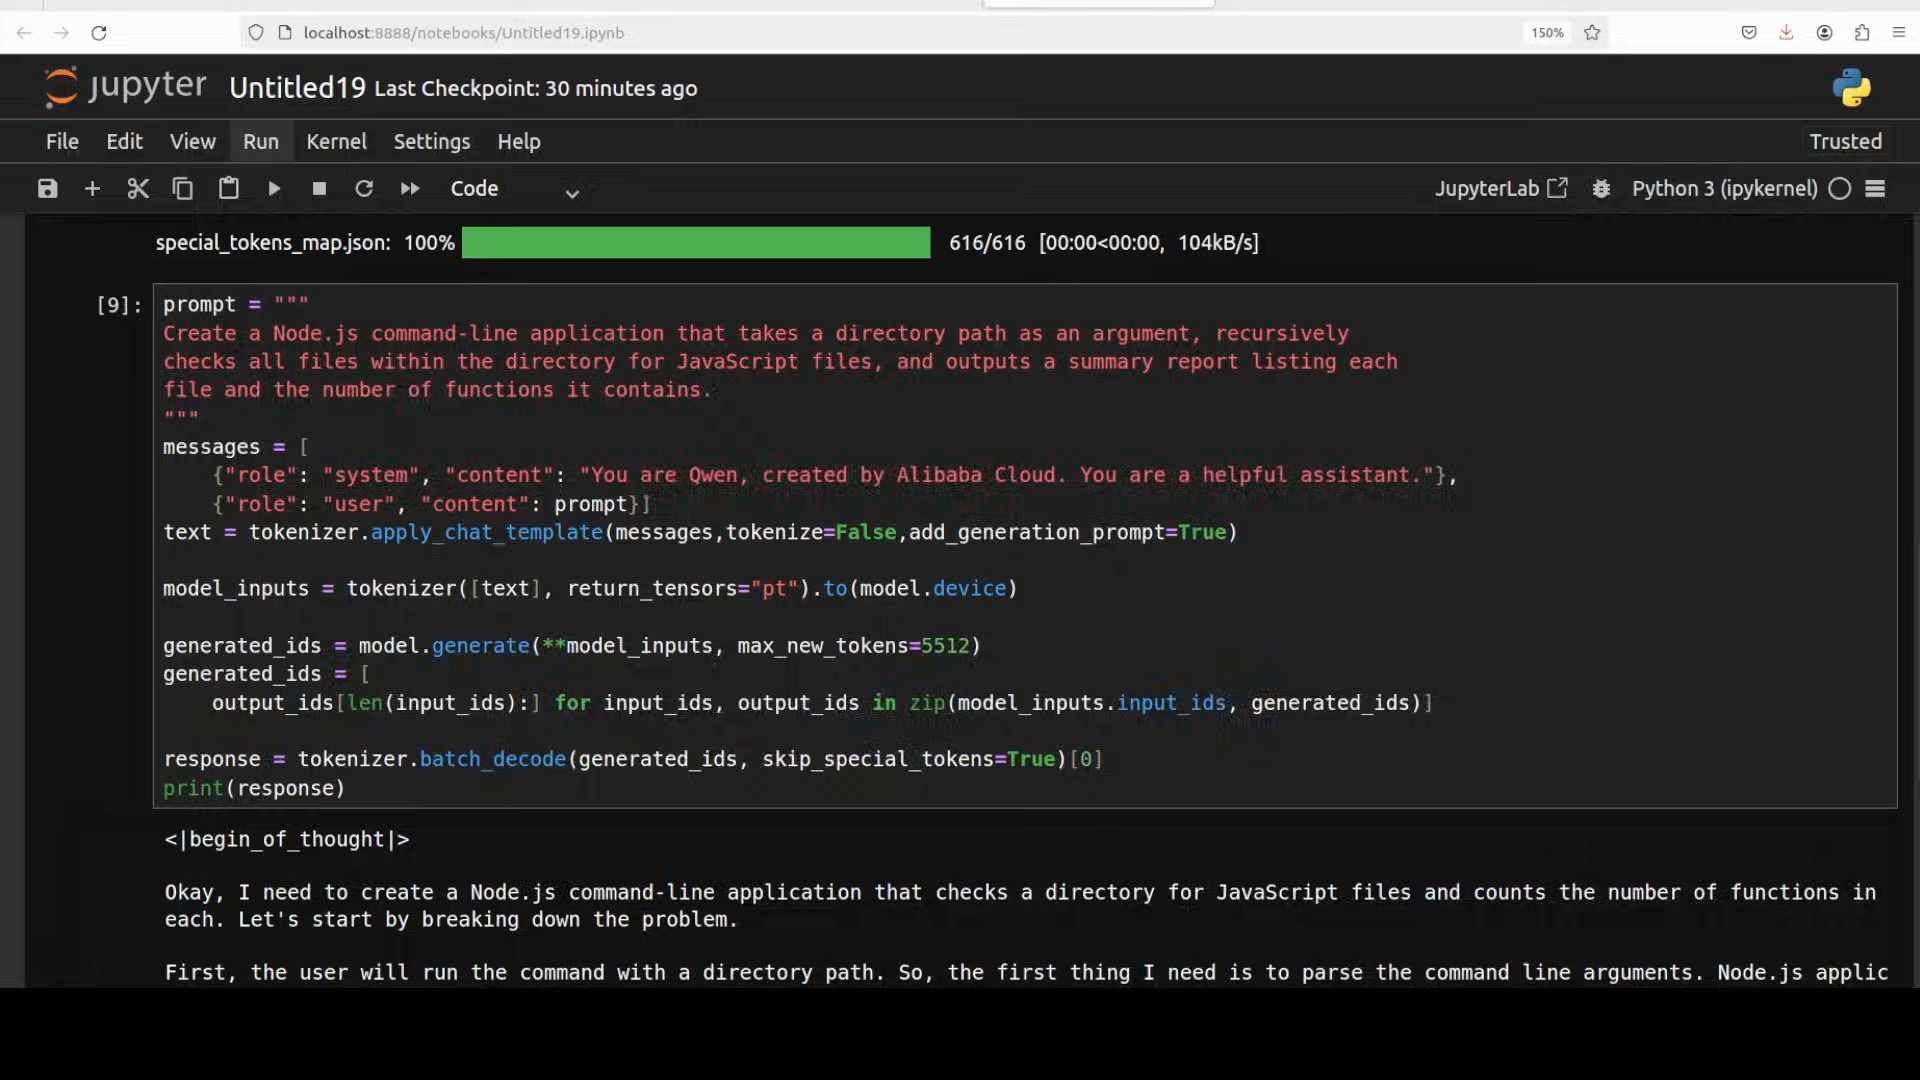 localhost:8888/notebooks/Untitled19.ipynb
150%
jupyter Untitled19 Last Checkpoint: 30 minutes ago
File Edit View Run Kernel Settings Help
Trusted
Code
JupyterLab
Python 3 (ipykernel)
special_tokens_map.json: 100% 616/616 [00:00<00:00, 104kB/s]
[9]: prompt = """
Create a Node.js command-line application that takes a directory path as an argument, recursively
checks all files within the directory for JavaScript files, and outputs a summary report listing each
file and the number of functions it contains.
"""
messages = [
    {"role": "system", "content": "You are Qwen, created by Alibaba Cloud. You are a helpful assistant."},
    {"role": "user", "content": prompt}]
text = tokenizer.apply_chat_template(messages,tokenize=False,add_generation_prompt=True)
model_inputs = tokenizer([text], return_tensors="pt").to(model.device)
generated_ids = model.generate(**model_inputs, max_new_tokens=5512)
generated_ids = [
    output_ids[len(input_ids):] for input_ids, output_ids in zip(model_inputs.input_ids, generated_ids)]
response = tokenizer.batch_decode(generated_ids, skip_special_tokens=True)[0]
print(response)
<|begin_of_thought|>
Okay, I need to create a Node.js command-line application that checks a directory for JavaScript files and counts the number of functions in
each. Let's start by breaking down the problem.
First, the user will run the command with a directory path. So, the first thing I need is to parse the command line arguments. Node.js applic